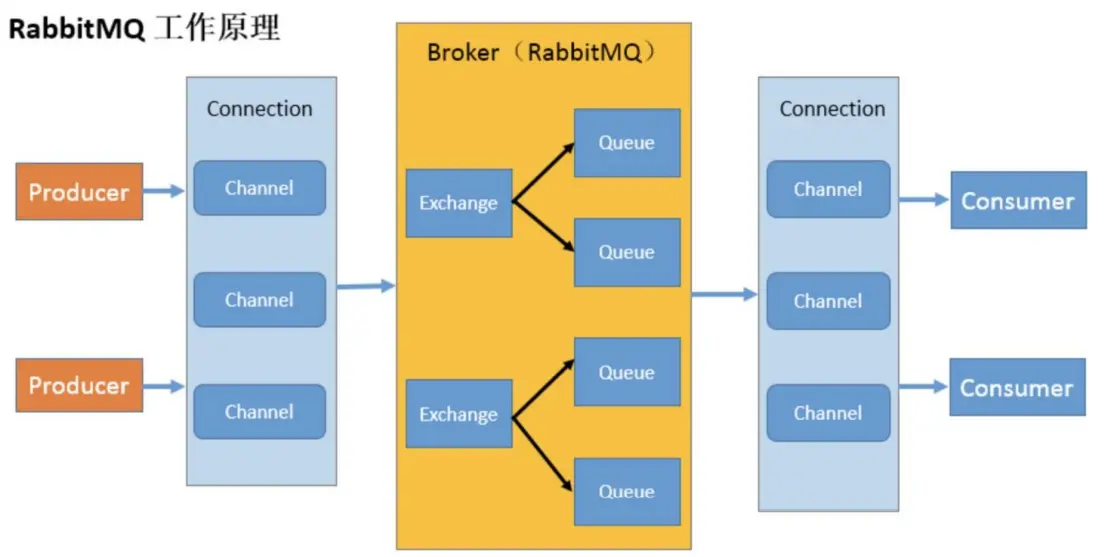 RabbitMQ 工作原理
Producer
Producer
Connection
Channel
Channel
Channel
Broker（RabbitMQ）
Exchange
Queue
Queue
Exchange
Queue
Queue
Connection
Channel
Channel
Channel
Consumer
Consumer